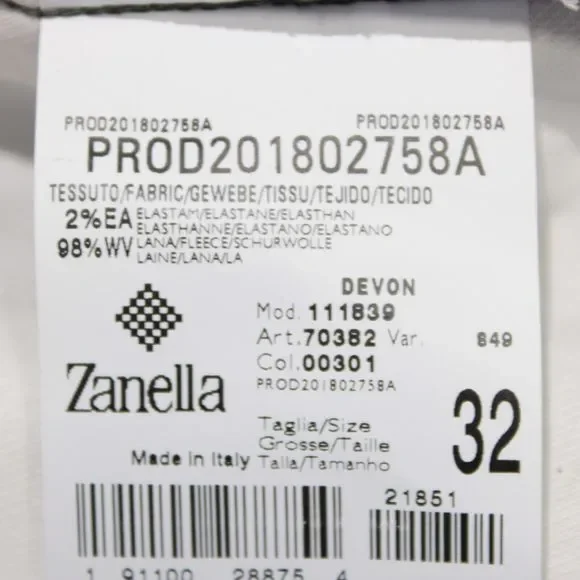 PROD201802758A PROD201802758A
PROD201802758A
TESSUTO/FABRIC/GEWEBE/TISSU/TEJIDO/TECIDO
2%EA ELASTAM/ELASTANE/ELASTHAN
ELASTHANNE/ELASTANO/ELASTANO
98%WV LANA/FLEECE/SCHURWOLLE
LAINE/LANA/LA
DEVON
Mod. 111839
Art. 70382 Var. 849
Col. 00301
PROD201802758A
Zanella
Taglia/Size
Grosse/Taille
Talla/Tamanho
32
Made in Italy
21851
1 91100 28875 4